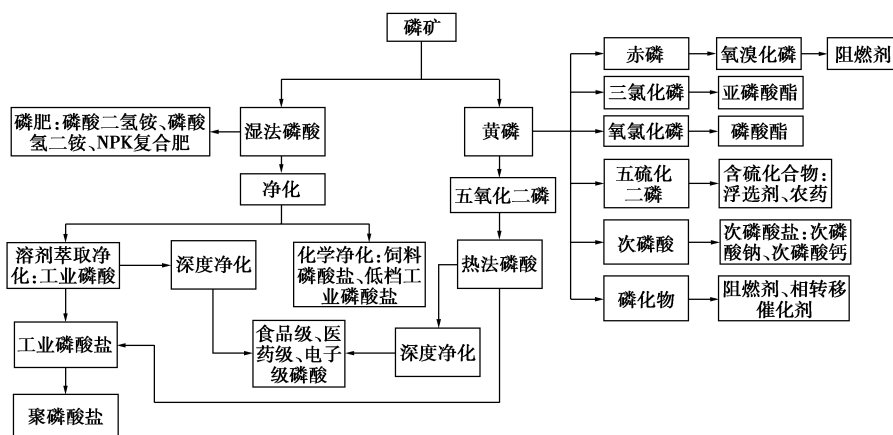 磷矿
磷肥:磷酸二氢铵、磷酸
氢二铵、NPK复合肥
湿法磷酸
黄磷
净化
五氧化二磷
溶剂萃取净
化:工业磷酸
深度净化
化学净化:饲料
磷酸盐、低档工
业磷酸盐
热法磷酸
工业磷酸盐
食品级、医
药级、电子
级磷酸
深度净化
聚磷酸盐
赤磷
氧溴化磷
阻燃剂
三氯化磷
亚磷酸酯
氧氯化磷
磷酸酯
五硫化
二磷
含硫化合物:
浮选剂、农药
次磷酸
次磷酸盐:次磷
酸钠、次磷酸钙
磷化物
阻燃剂、相转移
催化剂